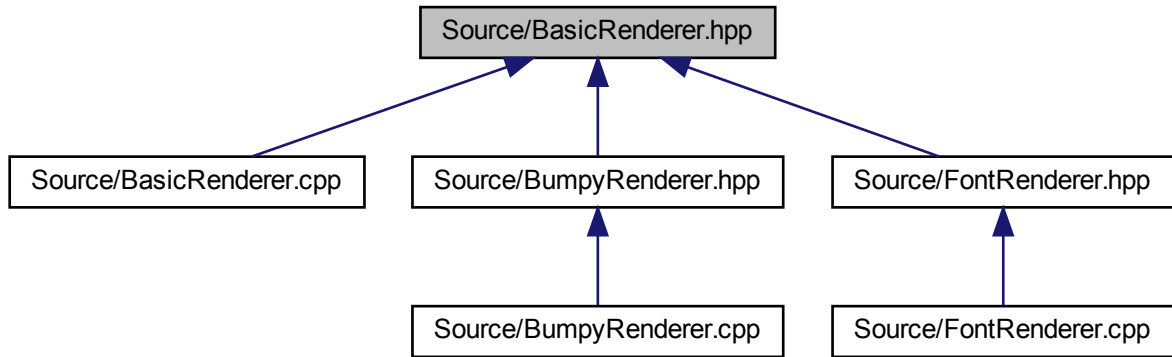 Source/BasicRenderer.hpp
Source/BasicRenderer.cpp
Source/BumpyRenderer.hpp
Source/FontRenderer.hpp
Source/BumpyRenderer.cpp
Source/FontRenderer.cpp